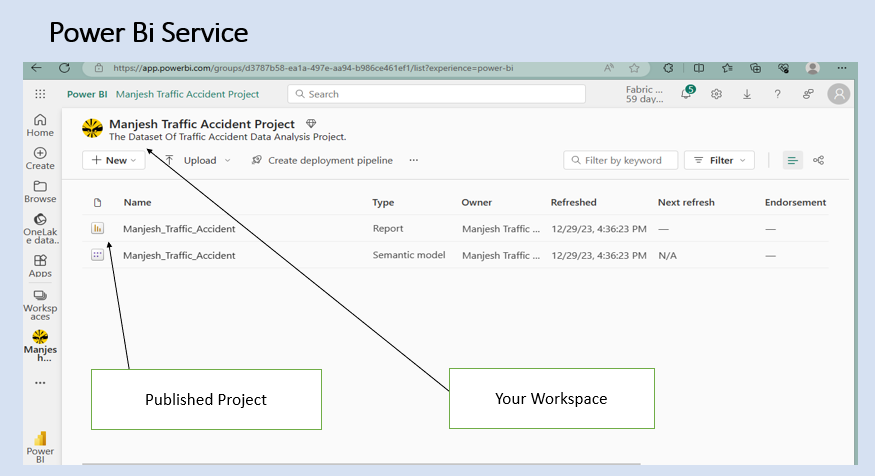 Power Bi Service
https://app.powerbi.com/groups/d3787b58-ea1a-497e-aa94-b986ce461ef1/list?experience=power-bi
Power BI Manjesh Traffic Accident Project
Search
Fabric ...
59 day...
5
Home
Create
Browse
OneLak
e data..
Apps
Worksp
aces
Manjes
h...
Power
BI
Manjesh Traffic Accident Project
The Dataset Of Traffic Accident Data Analysis Project.
New
Upload
Create deployment pipeline
Filter by keyword
Filter
Name Type Owner Refreshed Next refresh Endorsement
Manjesh_Traffic_Accident Report Manjesh Traffic ... 12/29/23, 4:36:23 PM — —
Manjesh_Traffic_Accident Semantic model Manjesh Traffic ... 12/29/23, 4:36:23 PM N/A —
Published Project
Your Workspace